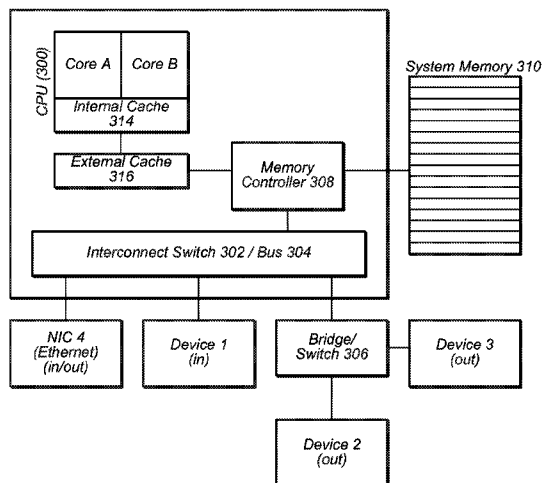 CPU (300)
Core A
Core B
Internal Cache
314
External Cache
316
Memory
Controller 308
System Memory 310
Interconnect Switch 302 / Bus 304
NIC 4
(Ethernet)
(in/out)
Device 1
(in)
Bridge/
Switch 306
Device 3
(out)
Device 2
(out)